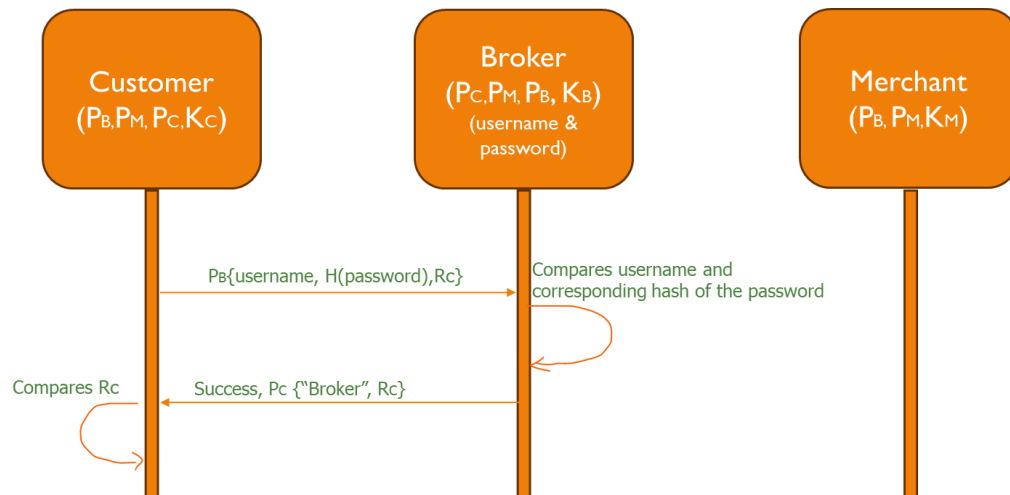 Customer
(PB,PM, PC,KC)
Broker
(PC,PM, PB, KB)
(username &
password)
Merchant
(PB, PM,KM)
PB{username, H(password),Rc}
Compares username and
corresponding hash of the password
Compares Rc
Success, Pc {“Broker”, Rc}